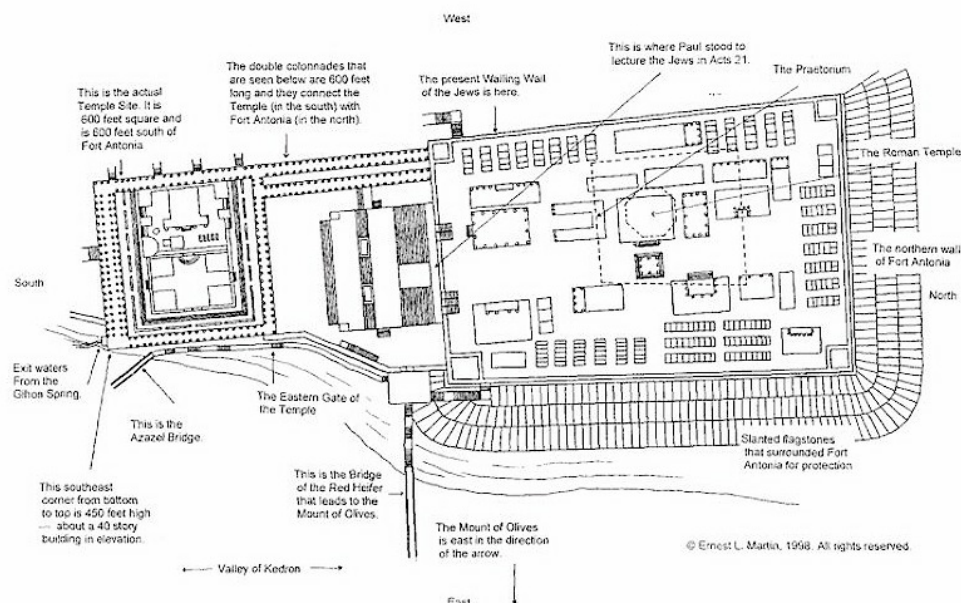 West
This is the actual
Temple Site. It is
600 feet square and
is 600 feet south of
Fort Antonia
The double colonnades that
are seen below are 600 feet
long and they connect the
Temple (in the south) with
Fort Antonia (in the north).
The present Wailing Wall
of the Jews is here.
This is where Paul stood to
lecture the Jews in Acts 21.
The Praetorium
The Roman Temple
The northern wall
of Fort Antonia
North
South
Exit waters
From the
Gihon Spring.
This is the
Azazel Bridge.
The Eastern Gate of
the Temple
This southeast
corner from bottom
to top is 450 feet high
— about a 40 story
building in elevation.
This is the Bridge
of the Red Heifer
that leads to the
Mount of Olives.
Slanted flagstones
that surrounded Fort
Antonia for protection
The Mount of Olives
is east in the direction
of the arrow.
© Ernest L. Martin, 1998. All rights reserved.
Valley of Kedron
East